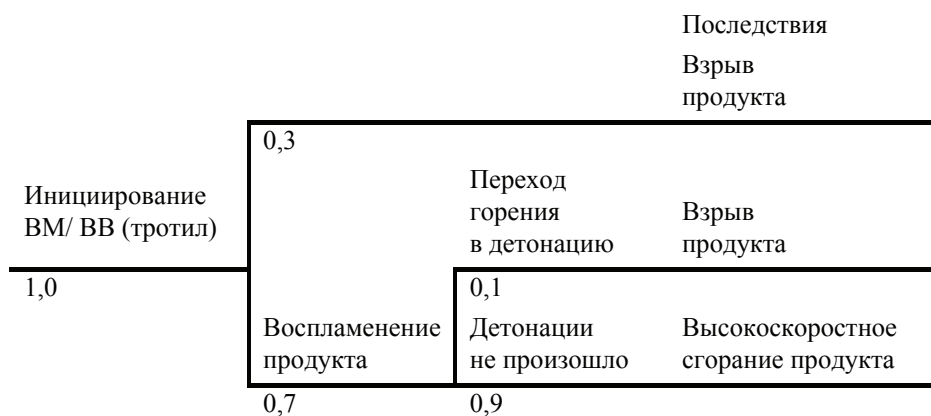 Последствия
Взрыв
продукта
0,3
Инициирование
ВМ/ ВВ (тротил)
1,0
Переход
горения
в детонацию
Взрыв
продукта
0,1
Воспламенение
продукта
0,7
Детонации
не произошло
0,9
Высокоскоростное
сгорание продукта